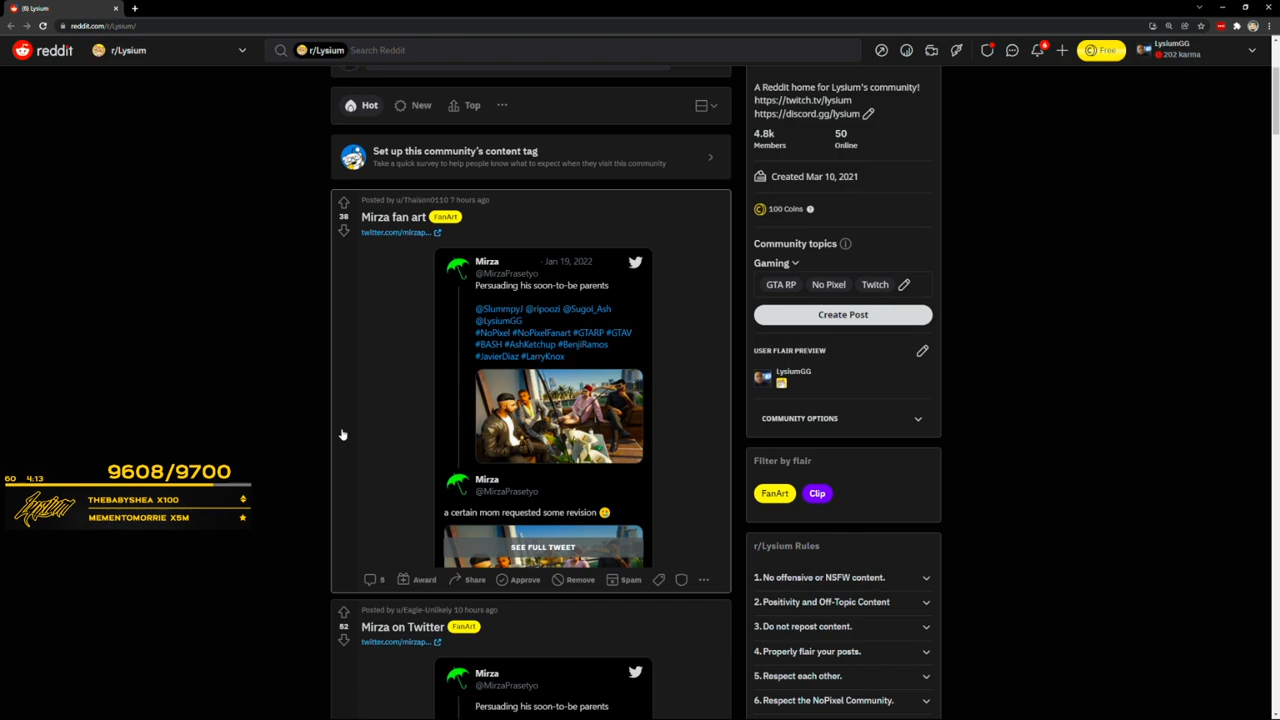 (6) Lysium
reddit.com/r/Lysium/
reddit
r/Lysium
r/Lysium Search Reddit
6
Free
LysiumGG
202 karma
Hot New Top
Set up this community's content tag
Take a quick survey to help people know what to expect when they visit this community
Posted by u/Thaison0110 7 hours ago
38
Mirza fan art FanArt
twitter.com/mirzap...
Mirza · Jan 19, 2022
@MirzaPrasetyo
Persuading his soon-to-be parents
@SlummpyJ @ripoozi @Sugoi_Ash
@LysiumGG
#NoPixel #NoPixelFanart #GTARP #GTAV
#BASH #AshKetchup #BenjiRamos
#JavierDiaz #LarryKnox
Mirza
@MirzaPrasetyo
a certain mom requested some revision
SEE FULL TWEET
6 Award Share Approve Remove Spam
Posted by u/Eagle-Unlikely 10 hours ago
52
Mirza on Twitter FanArt
twitter.com/mirzap...
Mirza
@MirzaPrasetyo
Persuading his soon-to-be parents
A Reddit home for Lysium's community!
https://twitch.tv/lysium
https://discord.gg/lysium
4.8k 50
Members Online
Created Mar 10, 2021
100 Coins
Community topics
Gaming
GTA RP No Pixel Twitch
Create Post
USER FLAIR PREVIEW
LysiumGG
COMMUNITY OPTIONS
Filter by flair
FanArt Clip
r/Lysium Rules
1. No offensive or NSFW content.
2. Positivity and Off-Topic Content
3. Do not repost content.
4. Properly flair your posts.
5. Respect each other.
6. Respect the NoPixel Community.
60 4:13 9608/9700
Lysium
THEBABYSHEA X100
MEMENTOMORRIE X5M